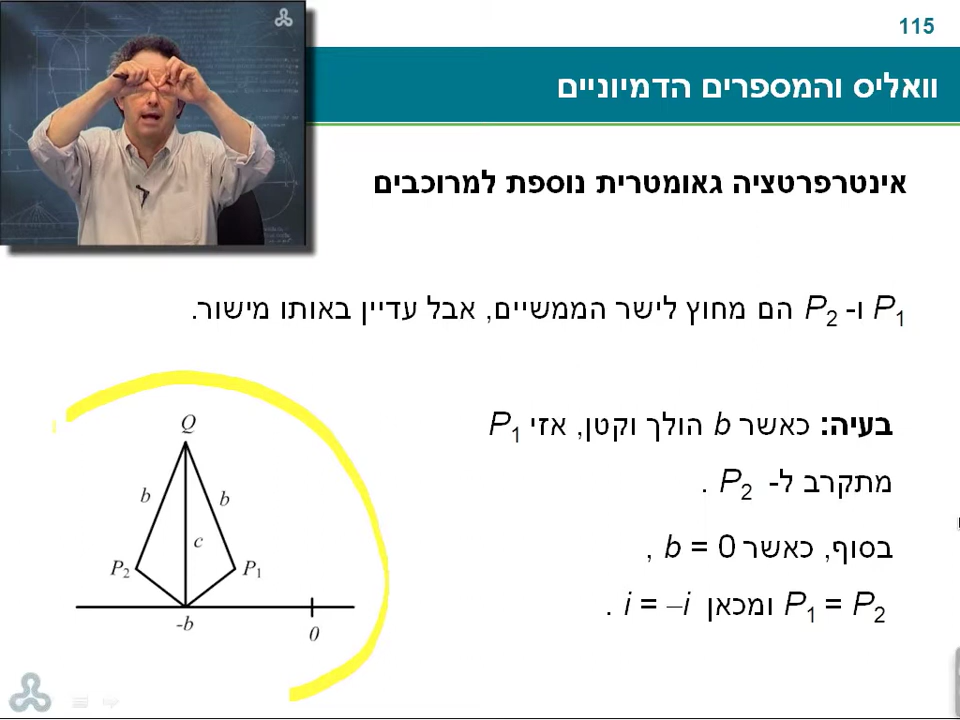 115
וואליס והמספרים הדמיוניים
אינטרפרטציה גאומטרית נוספת למרוכבים
P1 ו- P2 הם מחוץ לישר הממשיים, אבל עדיין באותו מישור.
בעיה: כאשר b הולך וקטן, אזי P1
מתקרב ל- P2 .
בסוף, כאשר b = 0 ,
P1 = P2 ומכאן i = –i .
Q
b
b
c
P2
P1
-b
0